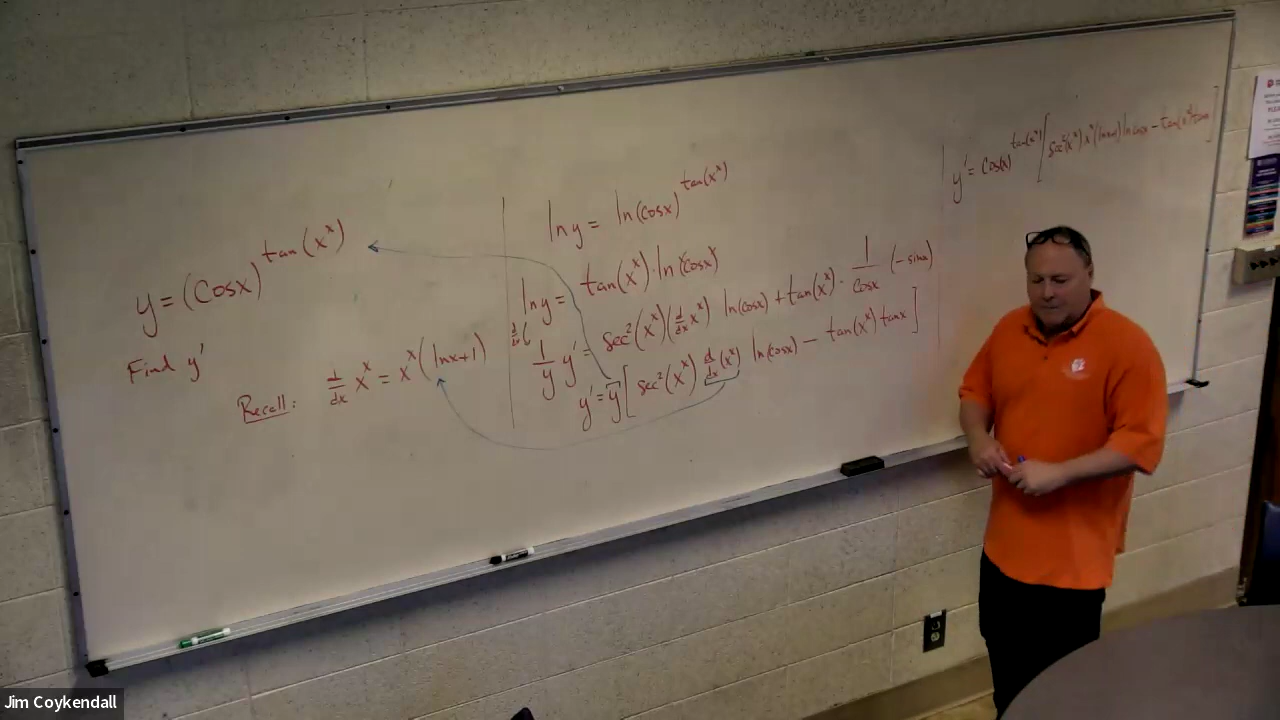 y = (cosx)^tan(x^x)
Find y'
Recall: d/dx x^x = x^x(lnx+1)
ln y = ln(cosx)^tan(x^x)
ln y = tan(x^x)·ln(cosx)
d/dx(
1/y y' = sec²(x^x)(d/dx x^x) ln(cosx) + tan(x^x)· 1/cosx (-sinx)
y' = y[sec²(x^x) d/dx(x^x) ln(cosx) − tan(x^x) tanx]
y' = cos(x)^tan(x^x)[sec²(x^x) x^x(lnx+1) ln cosx − tan(x^x) tanx]
Jim Coykendall